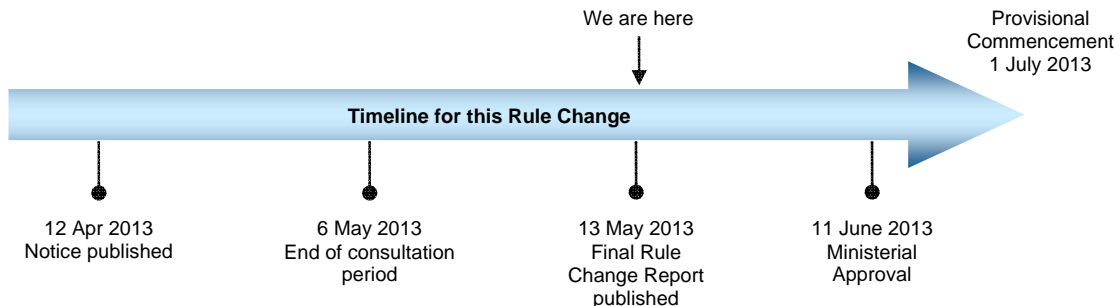 We are here
Provisional
Commencement
1 July 2013
Timeline for this Rule Change
12 Apr 2013
Notice published
6 May 2013
End of consultation
period
13 May 2013
Final Rule
Change Report
published
11 June 2013
Ministerial
Approval